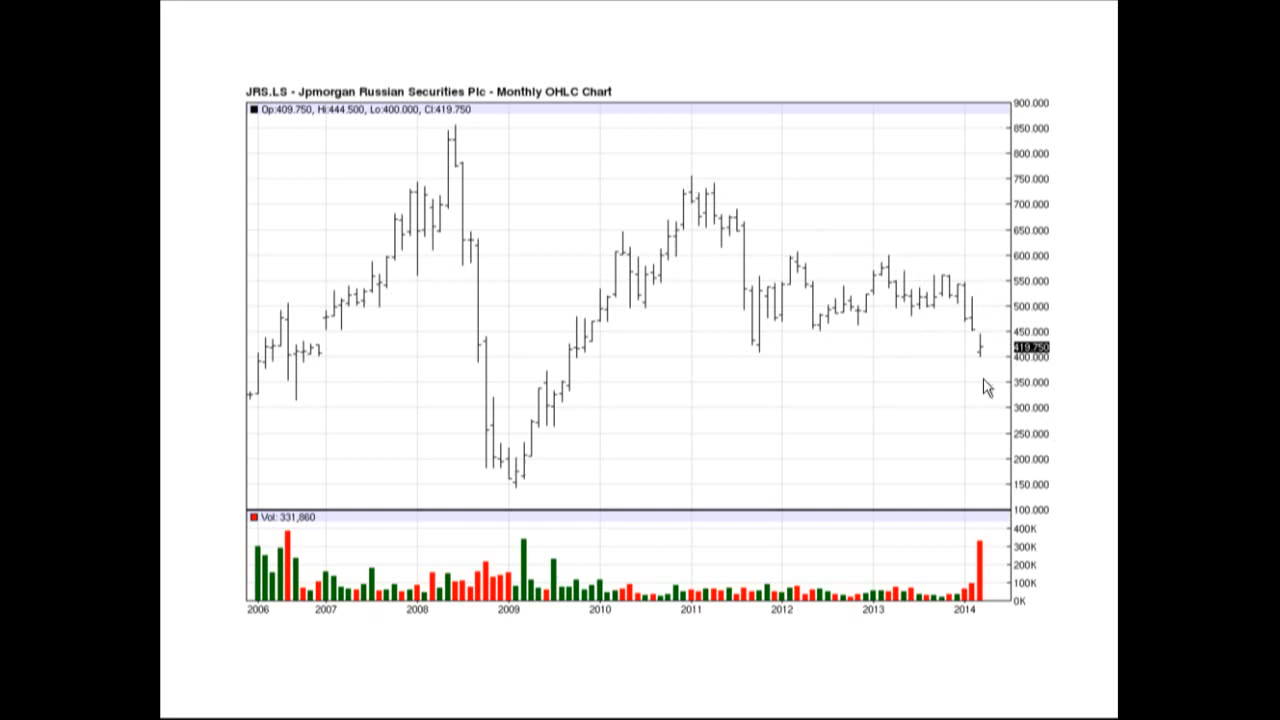 JRS.LS - Jpmorgan Russian Securities Plc - Monthly OHLC Chart
Op:409.750, Hi:444.500, Lo:400.000, Cl:419.750
900.000
850.000
800.000
750.000
700.000
650.000
600.000
550.000
500.000
450.000
419.750
400.000
350.000
300.000
250.000
200.000
150.000
100.000
Vol: 331,860
400K
300K
200K
100K
0K
2006 2007 2008 2009 2010 2011 2012 2013 2014